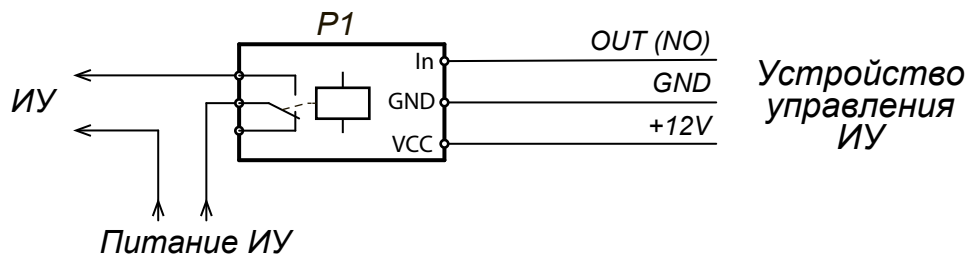 P1
In
OUT (NO)
GND
GND
VCC
+12V
ИУ
Устройство
управления
ИУ
Питание ИУ